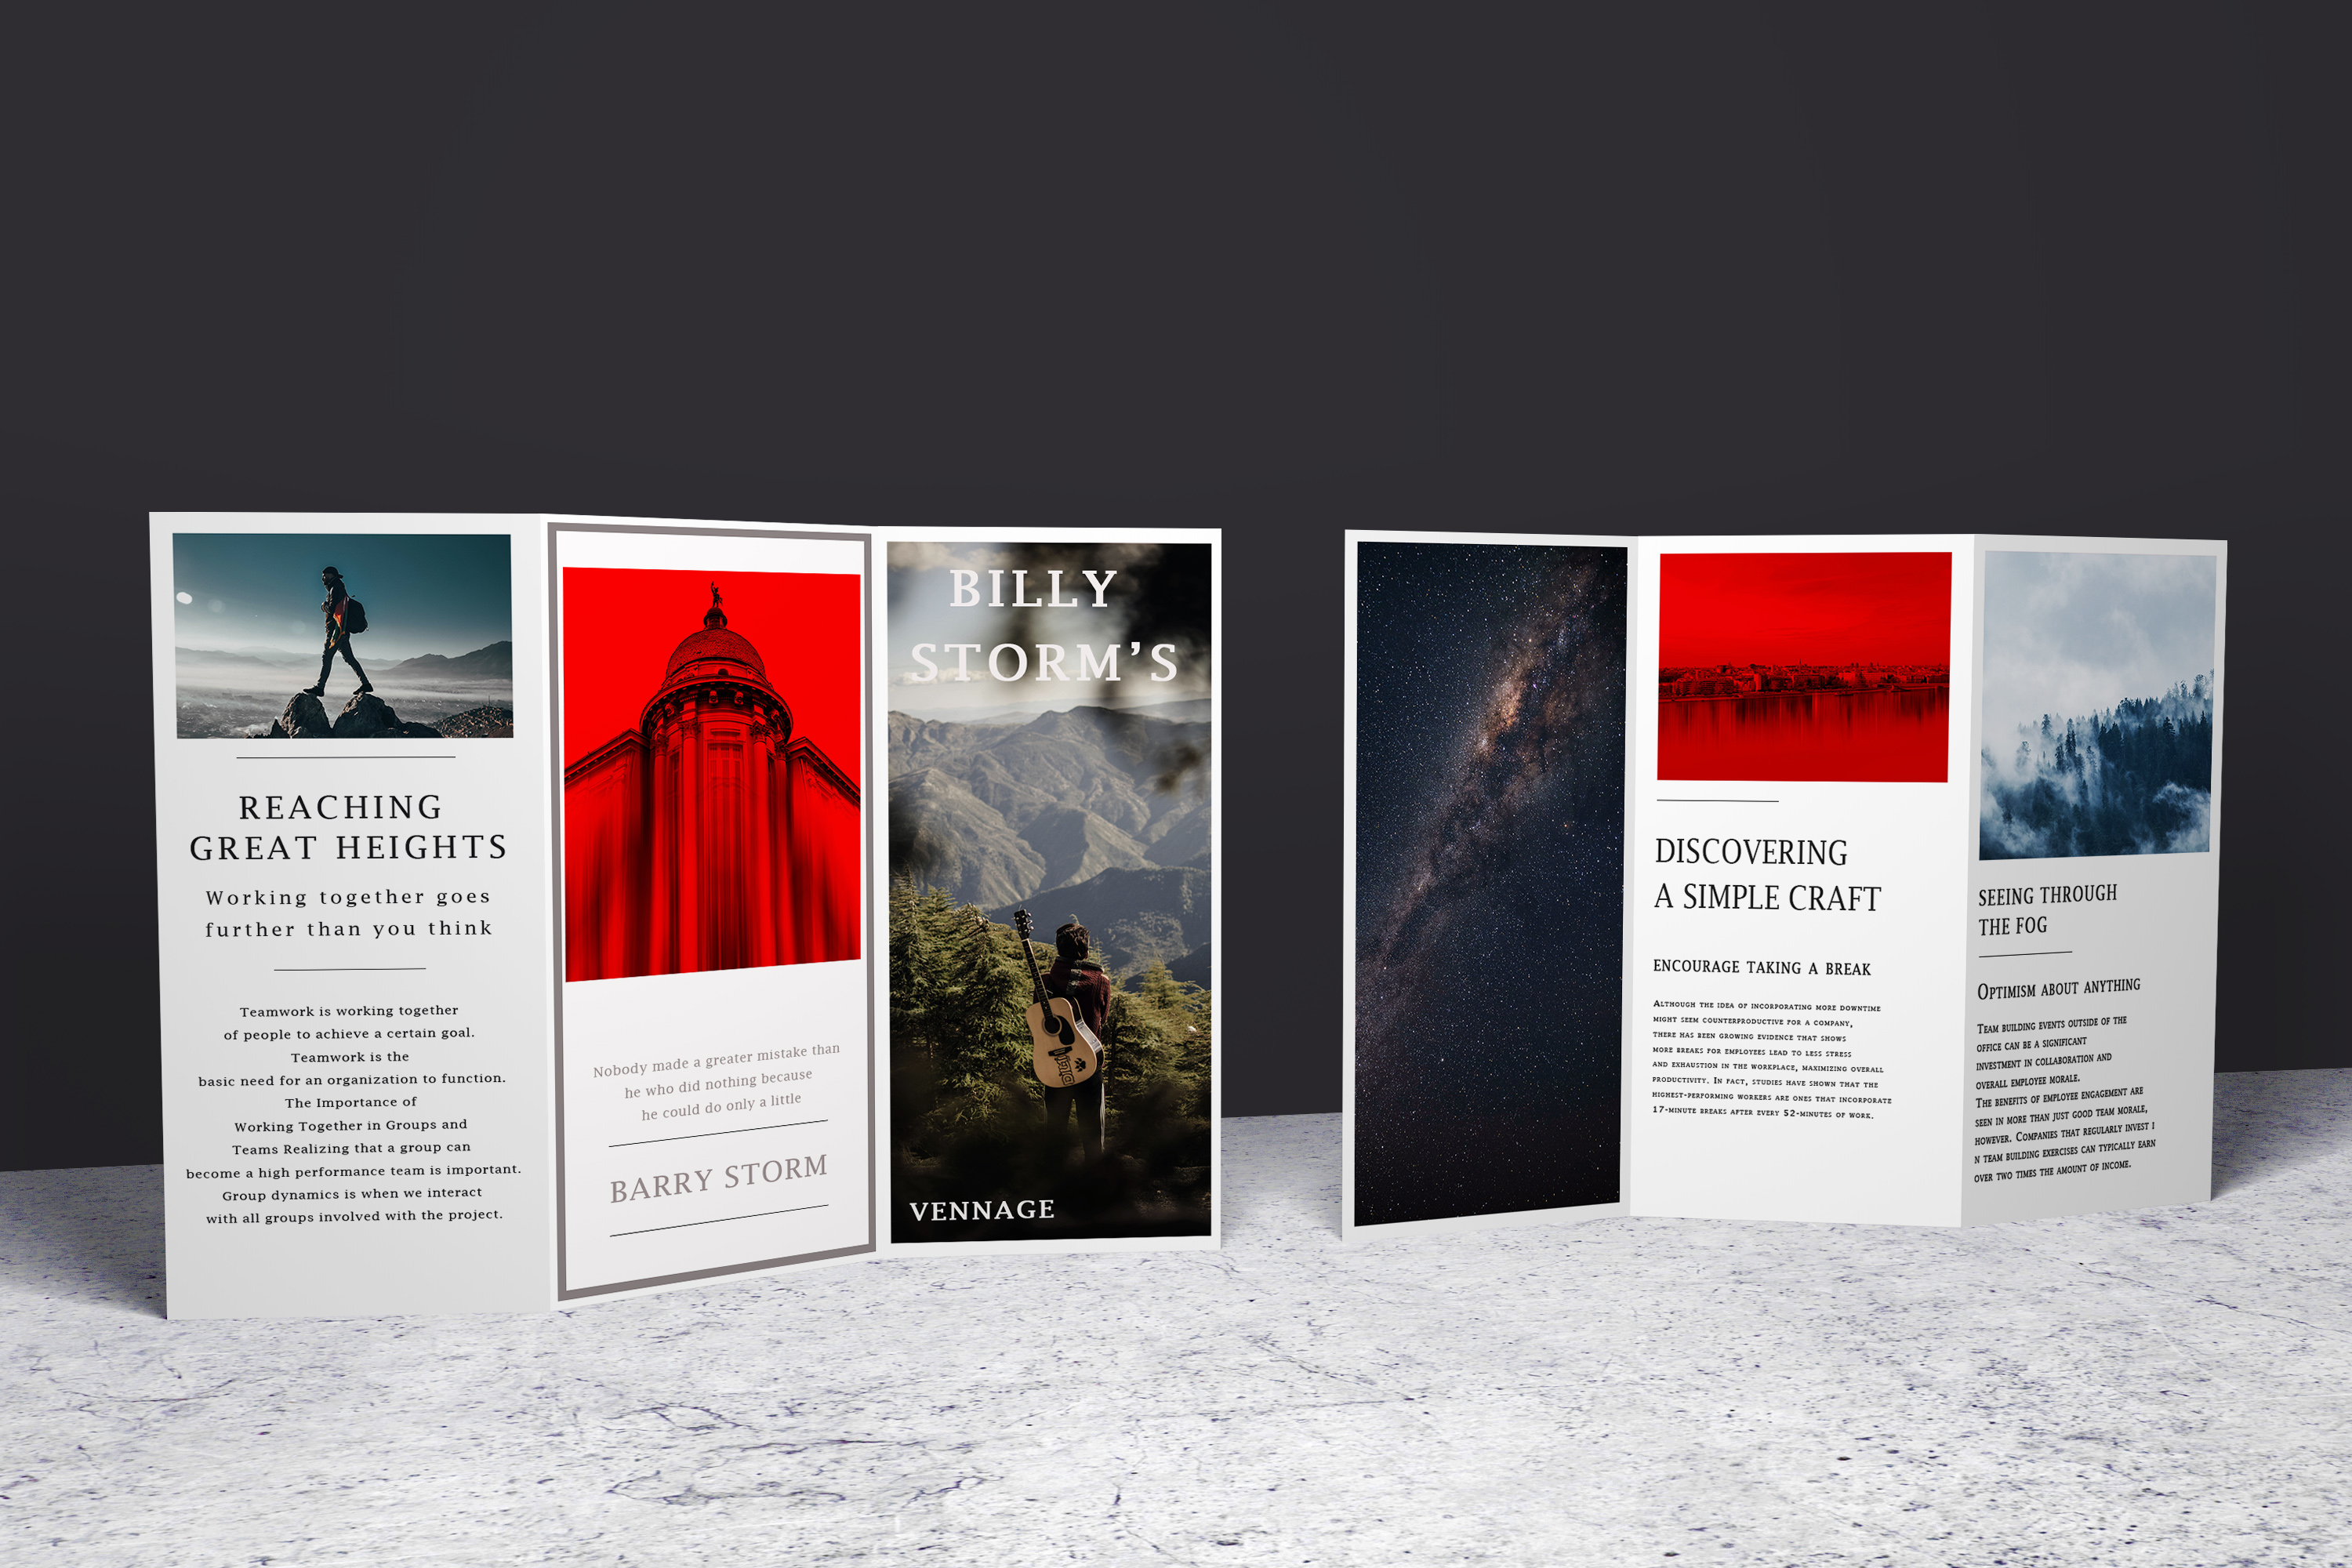 REACHING
GREAT HEIGHTS
Working together goes
further than you think
Teamwork is working together
of people to achieve a certain goal.
Teamwork is the
basic need for an organization to function.
The Importance of
Working Together in Groups and
Teams Realizing that a group can
become a high performance team is important.
Group dynamics is when we interact
with all groups involved with the project.
Nobody made a greater mistake than
he who did nothing because
he could do only a little
BARRY STORM
BILLY
STORM'S
VENNAGE
DISCOVERING
A SIMPLE CRAFT
ENCOURAGE TAKING A BREAK
Although the idea of incorporating more downtime
might seem counterproductive for a company,
there has been growing evidence that shows
more breaks for employees lead to less stress
and exhaustion in the workplace, maximizing overall
productivity. In fact, studies have shown that the
highest-performing workers are ones that incorporate
17-minute breaks after every 52-minutes of work.
SEEING THROUGH
THE FOG
Optimism about anything
Team building events outside of the
office can be a significant
investment in collaboration and
overall employee morale.
The benefits of employee engagement are
seen in more than just good team morale,
however. Companies that regularly invest i
n team building exercises can typically earn
over two times the amount of income.